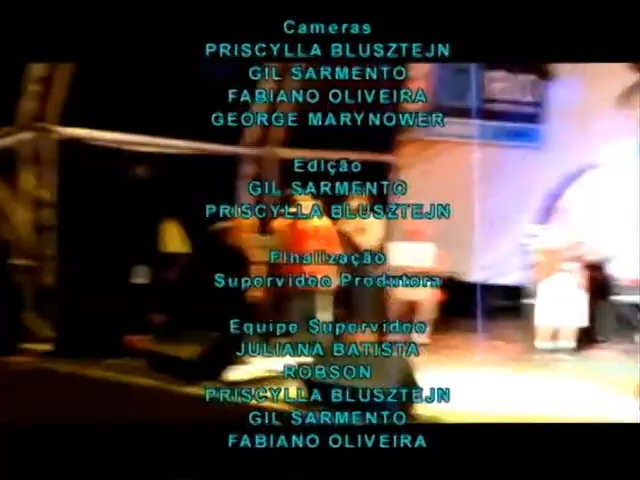 Cameras
PRISCYLLA BLUSZTEJN
GIL SARMENTO
FABIANO OLIVEIRA
GEORGE MARYNOWER
Edição
GIL SARMENTO
PRISCYLLA BLUSZTEJN
Finalização
Supervideo Produtora
Equipe Supervideo
JULIANA BATISTA
ROBSON
PRISCYLLA BLUSZTEJN
GIL SARMENTO
FABIANO OLIVEIRA